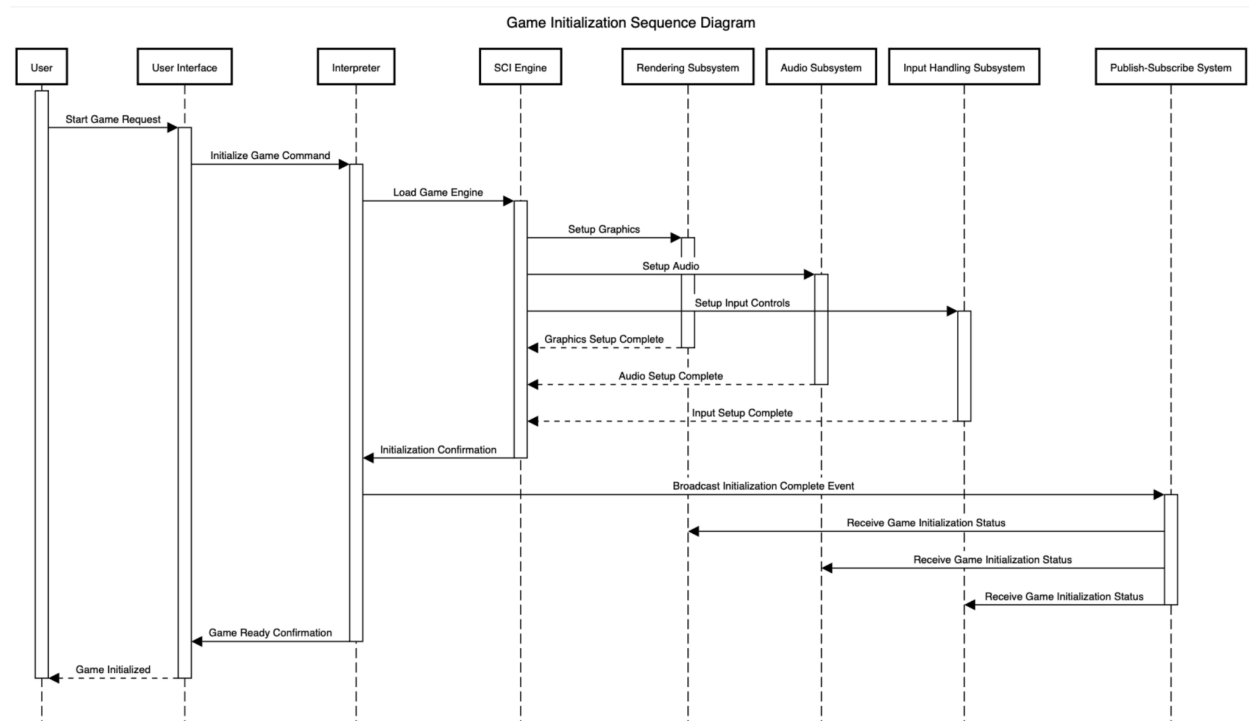 Game Initialization Sequence Diagram
User
User Interface
Interpreter
SCI Engine
Rendering Subsystem
Audio Subsystem
Input Handling Subsystem
Publish-Subscribe System
Start Game Request
Initialize Game Command
Load Game Engine
Setup Graphics
Setup Audio
Setup Input Controls
Graphics Setup Complete
Audio Setup Complete
Input Setup Complete
Initialization Confirmation
Broadcast Initialization Complete Event
Receive Game Initialization Status
Receive Game Initialization Status
Receive Game Initialization Status
Game Ready Confirmation
Game Initialized